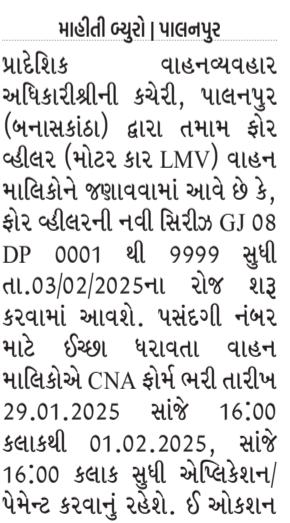 માહીતી બ્યુરો | પાલનપુર
પ્રાદેશિક વાહનવ્યવહાર
અધિકારીશ્રીની કચેરી, પાલનપુર
(બનાસકાંઠા) દ્વારા તમામ ફોર
વ્હીલર (મોટર કાર LMV) વાહન
માલિકોને જણાવવામાં આવે છે કે,
ફોર વ્હીલરની નવી સિરીઝ GJ 08
DP 0001 થી 9999 સુધી
તા.03/02/2025ના રોજ શરૂ
કરવામાં આવશે. પસંદગી નંબર
માટે ઈચ્છા ધરાવતા વાહન
માલિકોએ CNA ફોર્મ ભરી તારીખ
29.01.2025 સાંજે 16:00
કલાકથી 01.02.2025, સાંજે
16:00 કલાક સુધી એપ્લિકેશન/
પેમેન્ટ કરવાનું રહેશે. ઈ ઓકશન